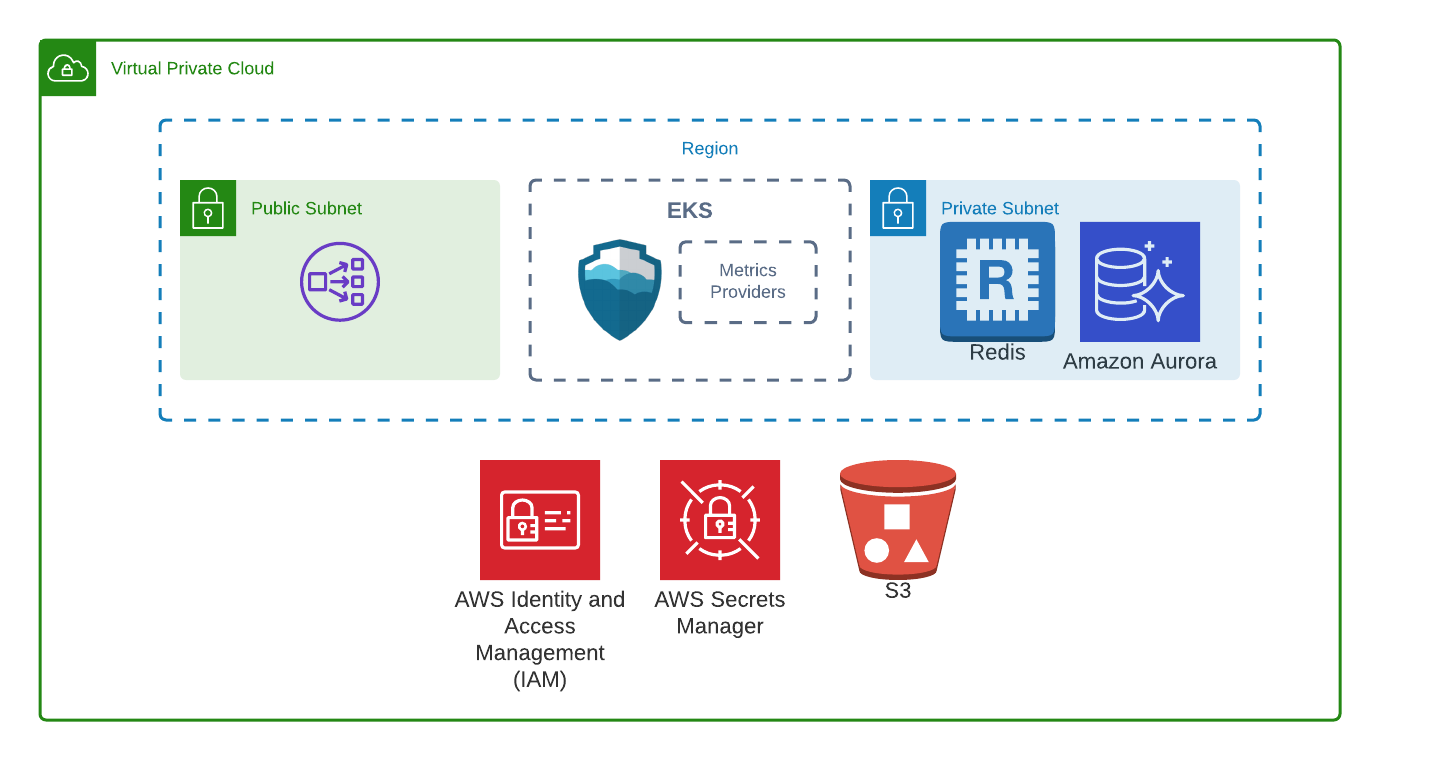 Virtual Private Cloud
Region
Public Subnet
EKS
Metrics
Providers
Private Subnet
R
Redis
Amazon Aurora
AWS Identity and
Access
Management
(IAM)
AWS Secrets
Manager
S3